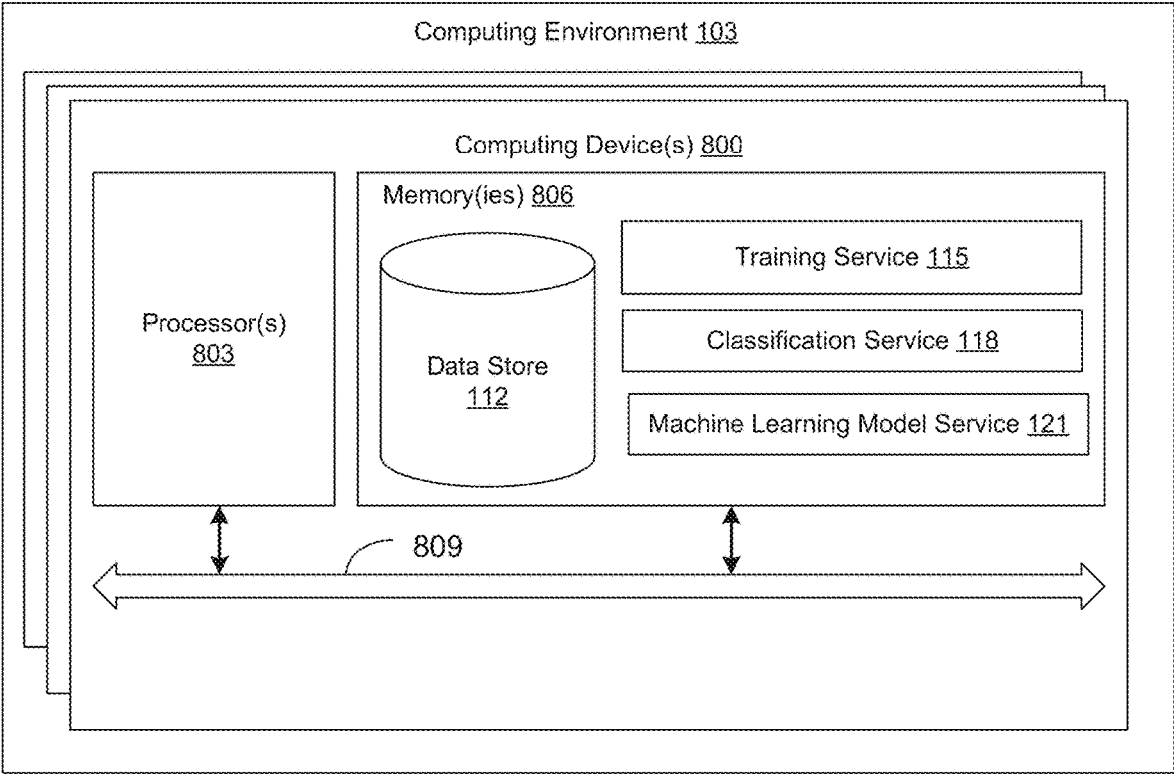 Computing Environment 103
Computing Device(s) 800
Processor(s)
803
Memory(ies) 806
Data Store
112
Training Service 115
Classification Service 118
Machine Learning Model Service 121
809